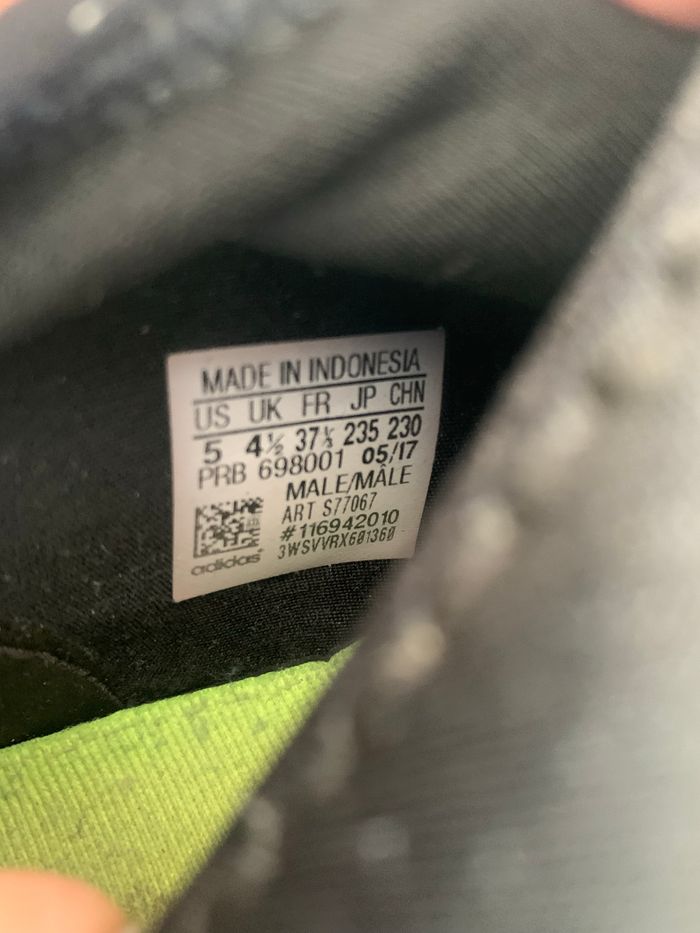 MADE IN INDONESIA
US UK FR JP CHN
5 4½ 37⅓ 235 230
PRB 698001 05/17
MALE/MÂLE
ART S77067
#116942010
3WSVVRX601360
adidas